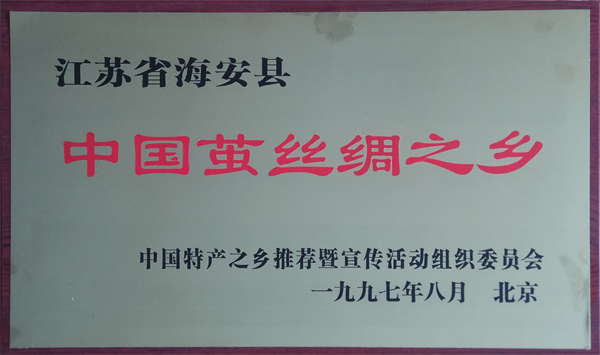 江苏省海安县
中国茧丝绸之乡
中国特产之乡推荐暨宣传活动组织委员会
一九九七年八月 北京